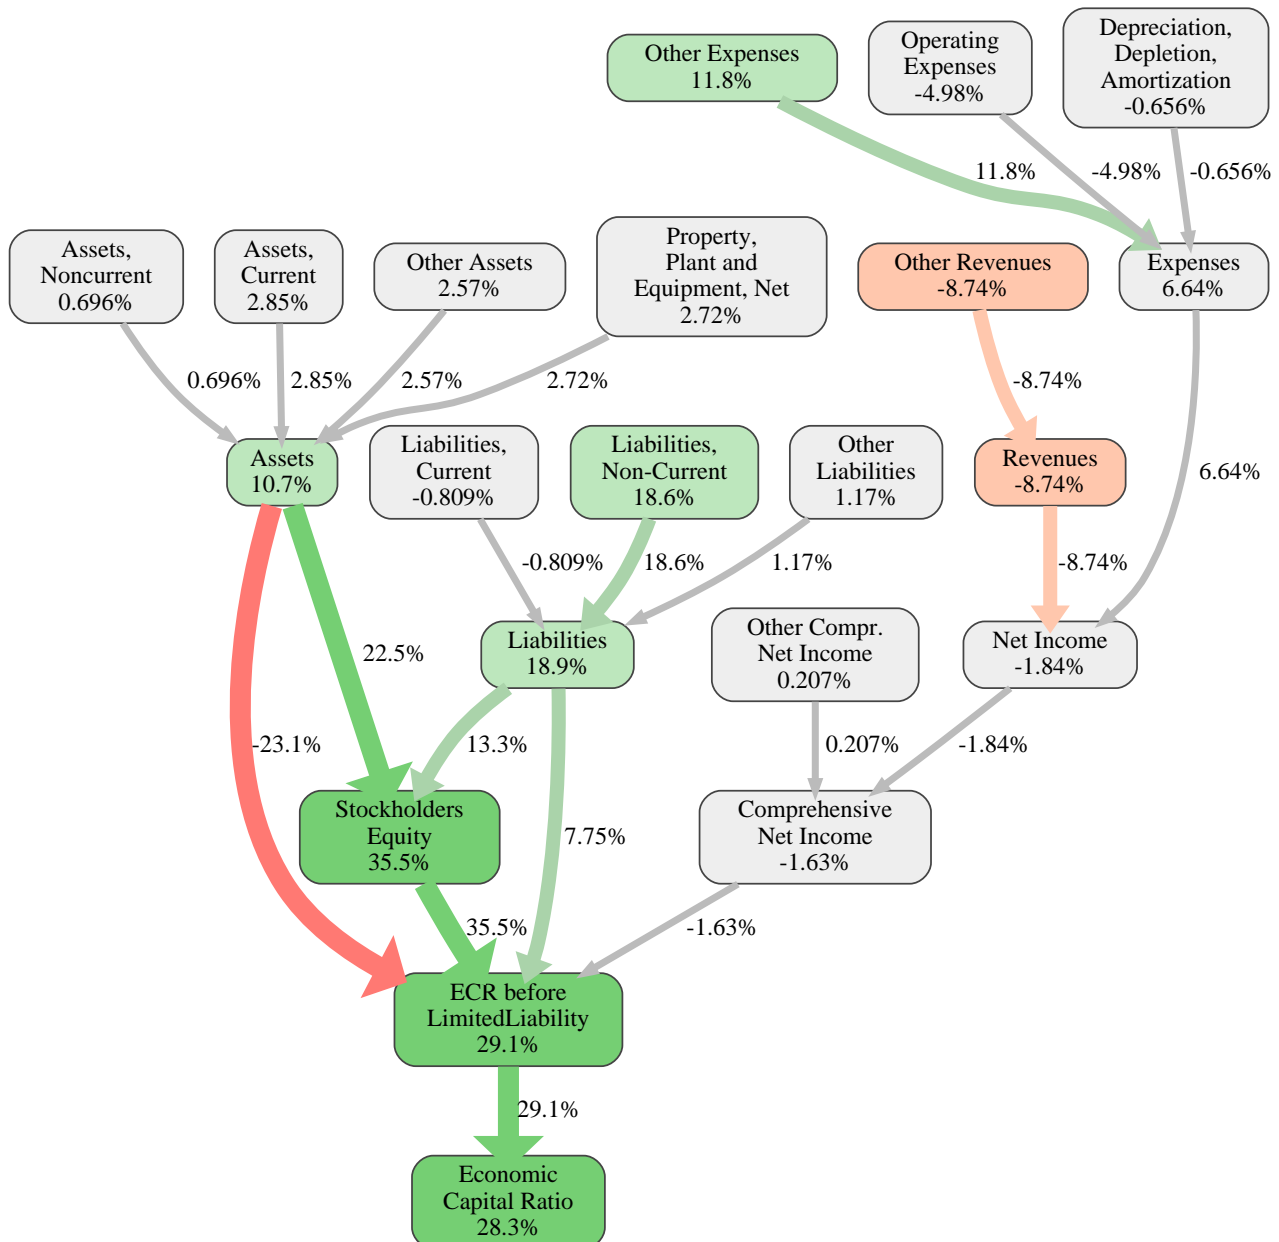 Other Expenses
11.8%
Operating
Expenses
-4.98%
Depreciation,
Depletion,
Amortization
-0.656%
11.8%
-4.98%
-0.656%
Assets,
Noncurrent
0.696%
Assets,
Current
2.85%
Other Assets
2.57%
Property,
Plant and
Equipment, Net
2.72%
Other Revenues
-8.74%
Expenses
6.64%
0.696%
2.85%
2.57%
2.72%
-8.74%
Assets
10.7%
Liabilities,
Current
-0.809%
Liabilities,
Non-Current
18.6%
Other
Liabilities
1.17%
Revenues
-8.74%
6.64%
-0.809%
18.6%
1.17%
-8.74%
22.5%
Liabilities
18.9%
Other Compr.
Net Income
0.207%
Net Income
-1.84%
-23.1%
13.3%
0.207%
-1.84%
Stockholders
Equity
35.5%
7.75%
Comprehensive
Net Income
-1.63%
35.5%
-1.63%
ECR before
LimitedLiability
29.1%
29.1%
Economic
Capital Ratio
28.3%